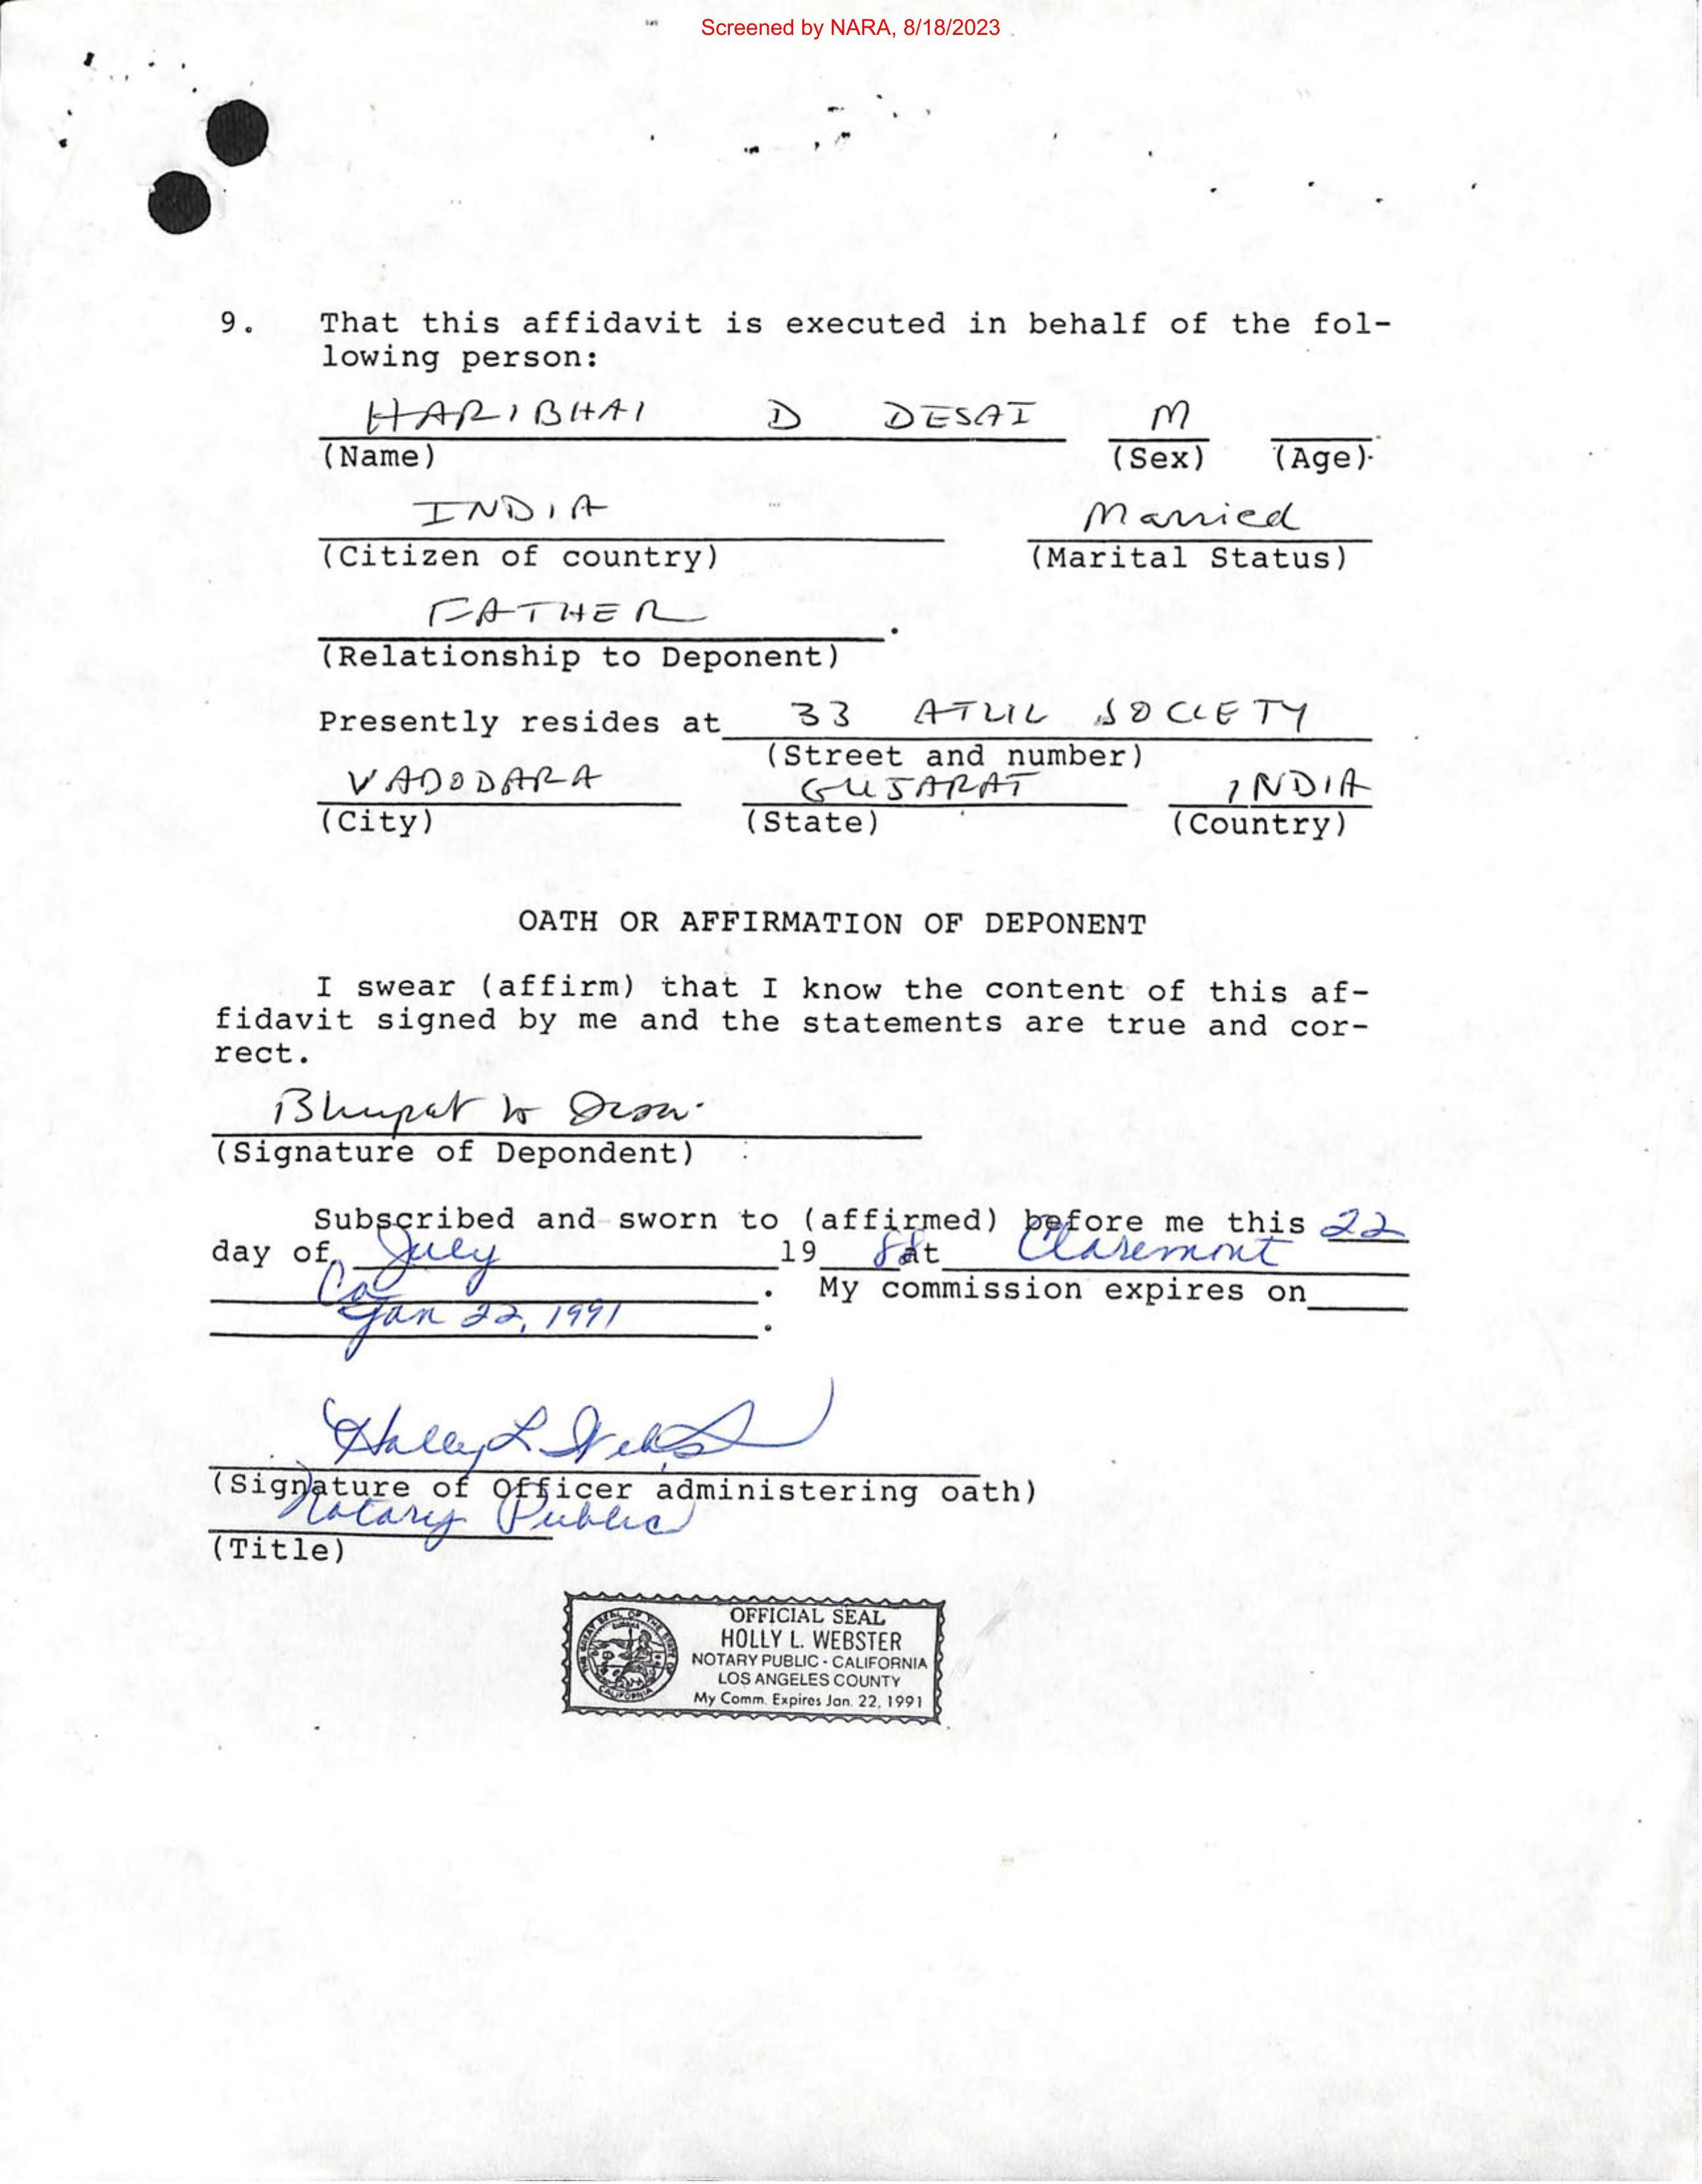 Screened by NARA, 8/18/2023
9. That this affidavit is executed in behalf of the fol-
lowing person:
HARIBHAI D DESAI M
(Name) (Sex) (Age)
INDIA Married
(Citizen of country) (Marital Status)
FATHER .
(Relationship to Deponent)
Presently resides at 33 ATUL SOCIETY
(Street and number)
VADODARA GUJARAT INDIA
(City) (State) (Country)
OATH OR AFFIRMATION OF DEPONENT
I swear (affirm) that I know the content of this af-
fidavit signed by me and the statements are true and cor-
rect.
Bhupat
(Signature of Depondent)
Subscribed and sworn to (affirmed) before me this 22
day of July 19 88 at Claremont
Ca . My commission expires on
Jan 22, 1991 .
Holly L Webster
(Signature of Officer administering oath)
Notary Public
(Title)
OFFICIAL SEAL
HOLLY L. WEBSTER
NOTARY PUBLIC - CALIFORNIA
LOS ANGELES COUNTY
My Comm. Expires Jan. 22, 1991